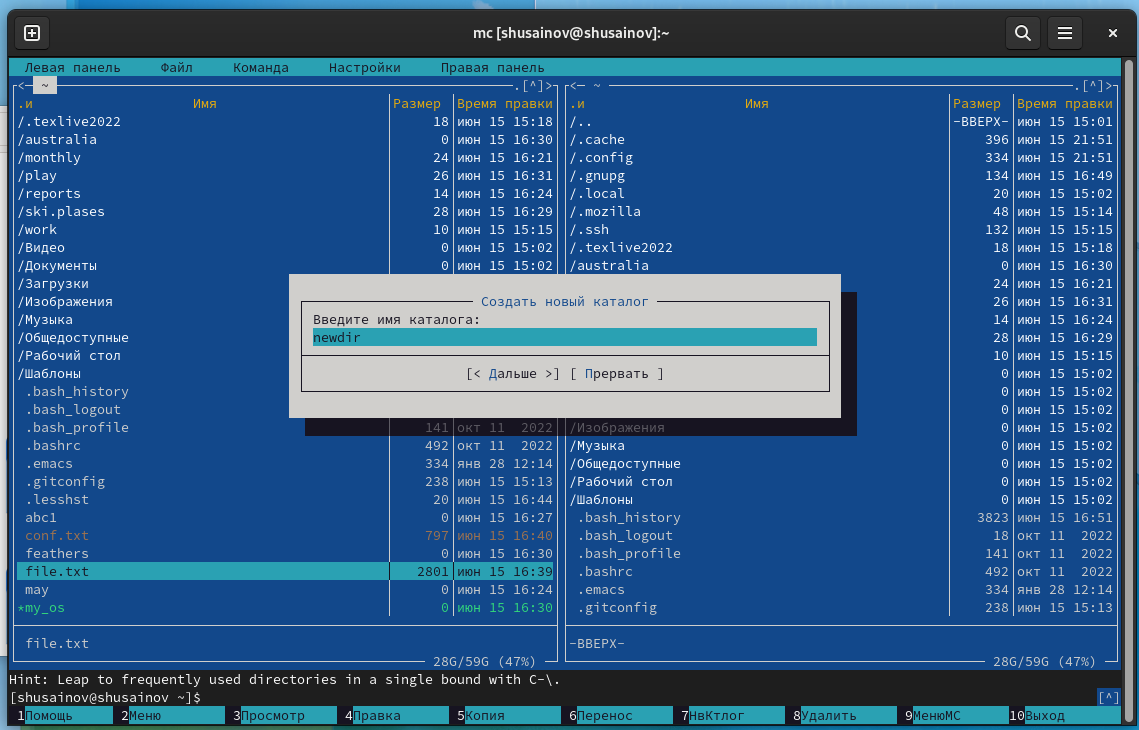 mc [shusainov@shusainov]:~
Левая панель Файл Команда Настройки Правая панель
<─ ~ .[^]> <─ ~ .[^]>
.и Имя Размер Время правки .и Имя Размер Время правки
/.texlive2022 18 июн 15 15:18 /.. -ВВЕРХ- июн 15 15:01
/australia 0 июн 15 16:30 /.cache 396 июн 15 21:51
/monthly 24 июн 15 16:21 /.config 334 июн 15 21:51
/play 26 июн 15 16:31 /.gnupg 134 июн 15 16:49
/reports 14 июн 15 16:24 /.local 20 июн 15 15:02
/ski.plases 28 июн 15 16:29 /.mozilla 48 июн 15 15:14
/work 10 июн 15 15:15 /.ssh 132 июн 15 15:15
/Видео 0 июн 15 15:02 /.texlive2022 18 июн 15 15:18
/Документы 0 июн 15 15:02 /australia 0 июн 15 16:30
/Загрузки 24 июн 15 16:21
/Изображения Создать новый каталог 26 июн 15 16:31
/Музыка Введите имя каталога: 14 июн 15 16:24
/Общедоступные newdir 28 июн 15 16:29
/Рабочий стол 10 июн 15 15:15
/Шаблоны [< Дальше >] [ Прервать ] 0 июн 15 15:02
.bash_history 0 июн 15 15:02
.bash_logout 0 июн 15 15:02
.bash_profile 141 окт 11 2022 /Изображения 0 июн 15 15:02
.bashrc 492 окт 11 2022 /Музыка 0 июн 15 15:02
.emacs 334 янв 28 12:14 /Общедоступные 0 июн 15 15:02
.gitconfig 238 июн 15 15:13 /Рабочий стол 0 июн 15 15:02
.lesshst 20 июн 15 16:44 /Шаблоны 0 июн 15 15:02
abc1 0 июн 15 16:27 .bash_history 3823 июн 15 16:51
conf.txt 797 июн 15 16:40 .bash_logout 18 окт 11 2022
feathers 0 июн 15 16:30 .bash_profile 141 окт 11 2022
file.txt 2801 июн 15 16:39 .bashrc 492 окт 11 2022
may 0 июн 15 16:24 .emacs 334 янв 28 12:14
*my_os 0 июн 15 16:30 .gitconfig 238 июн 15 15:13
file.txt -ВВЕРХ-
28G/59G (47%) 28G/59G (47%)
Hint: Leap to frequently used directories in a single bound with C-\.
[shusainov@shusainov ~]$ [^]
1Помощь 2Меню 3Просмотр 4Правка 5Копия 6Перенос 7НвКтлог 8Удалить 9МенюМС 10Выход